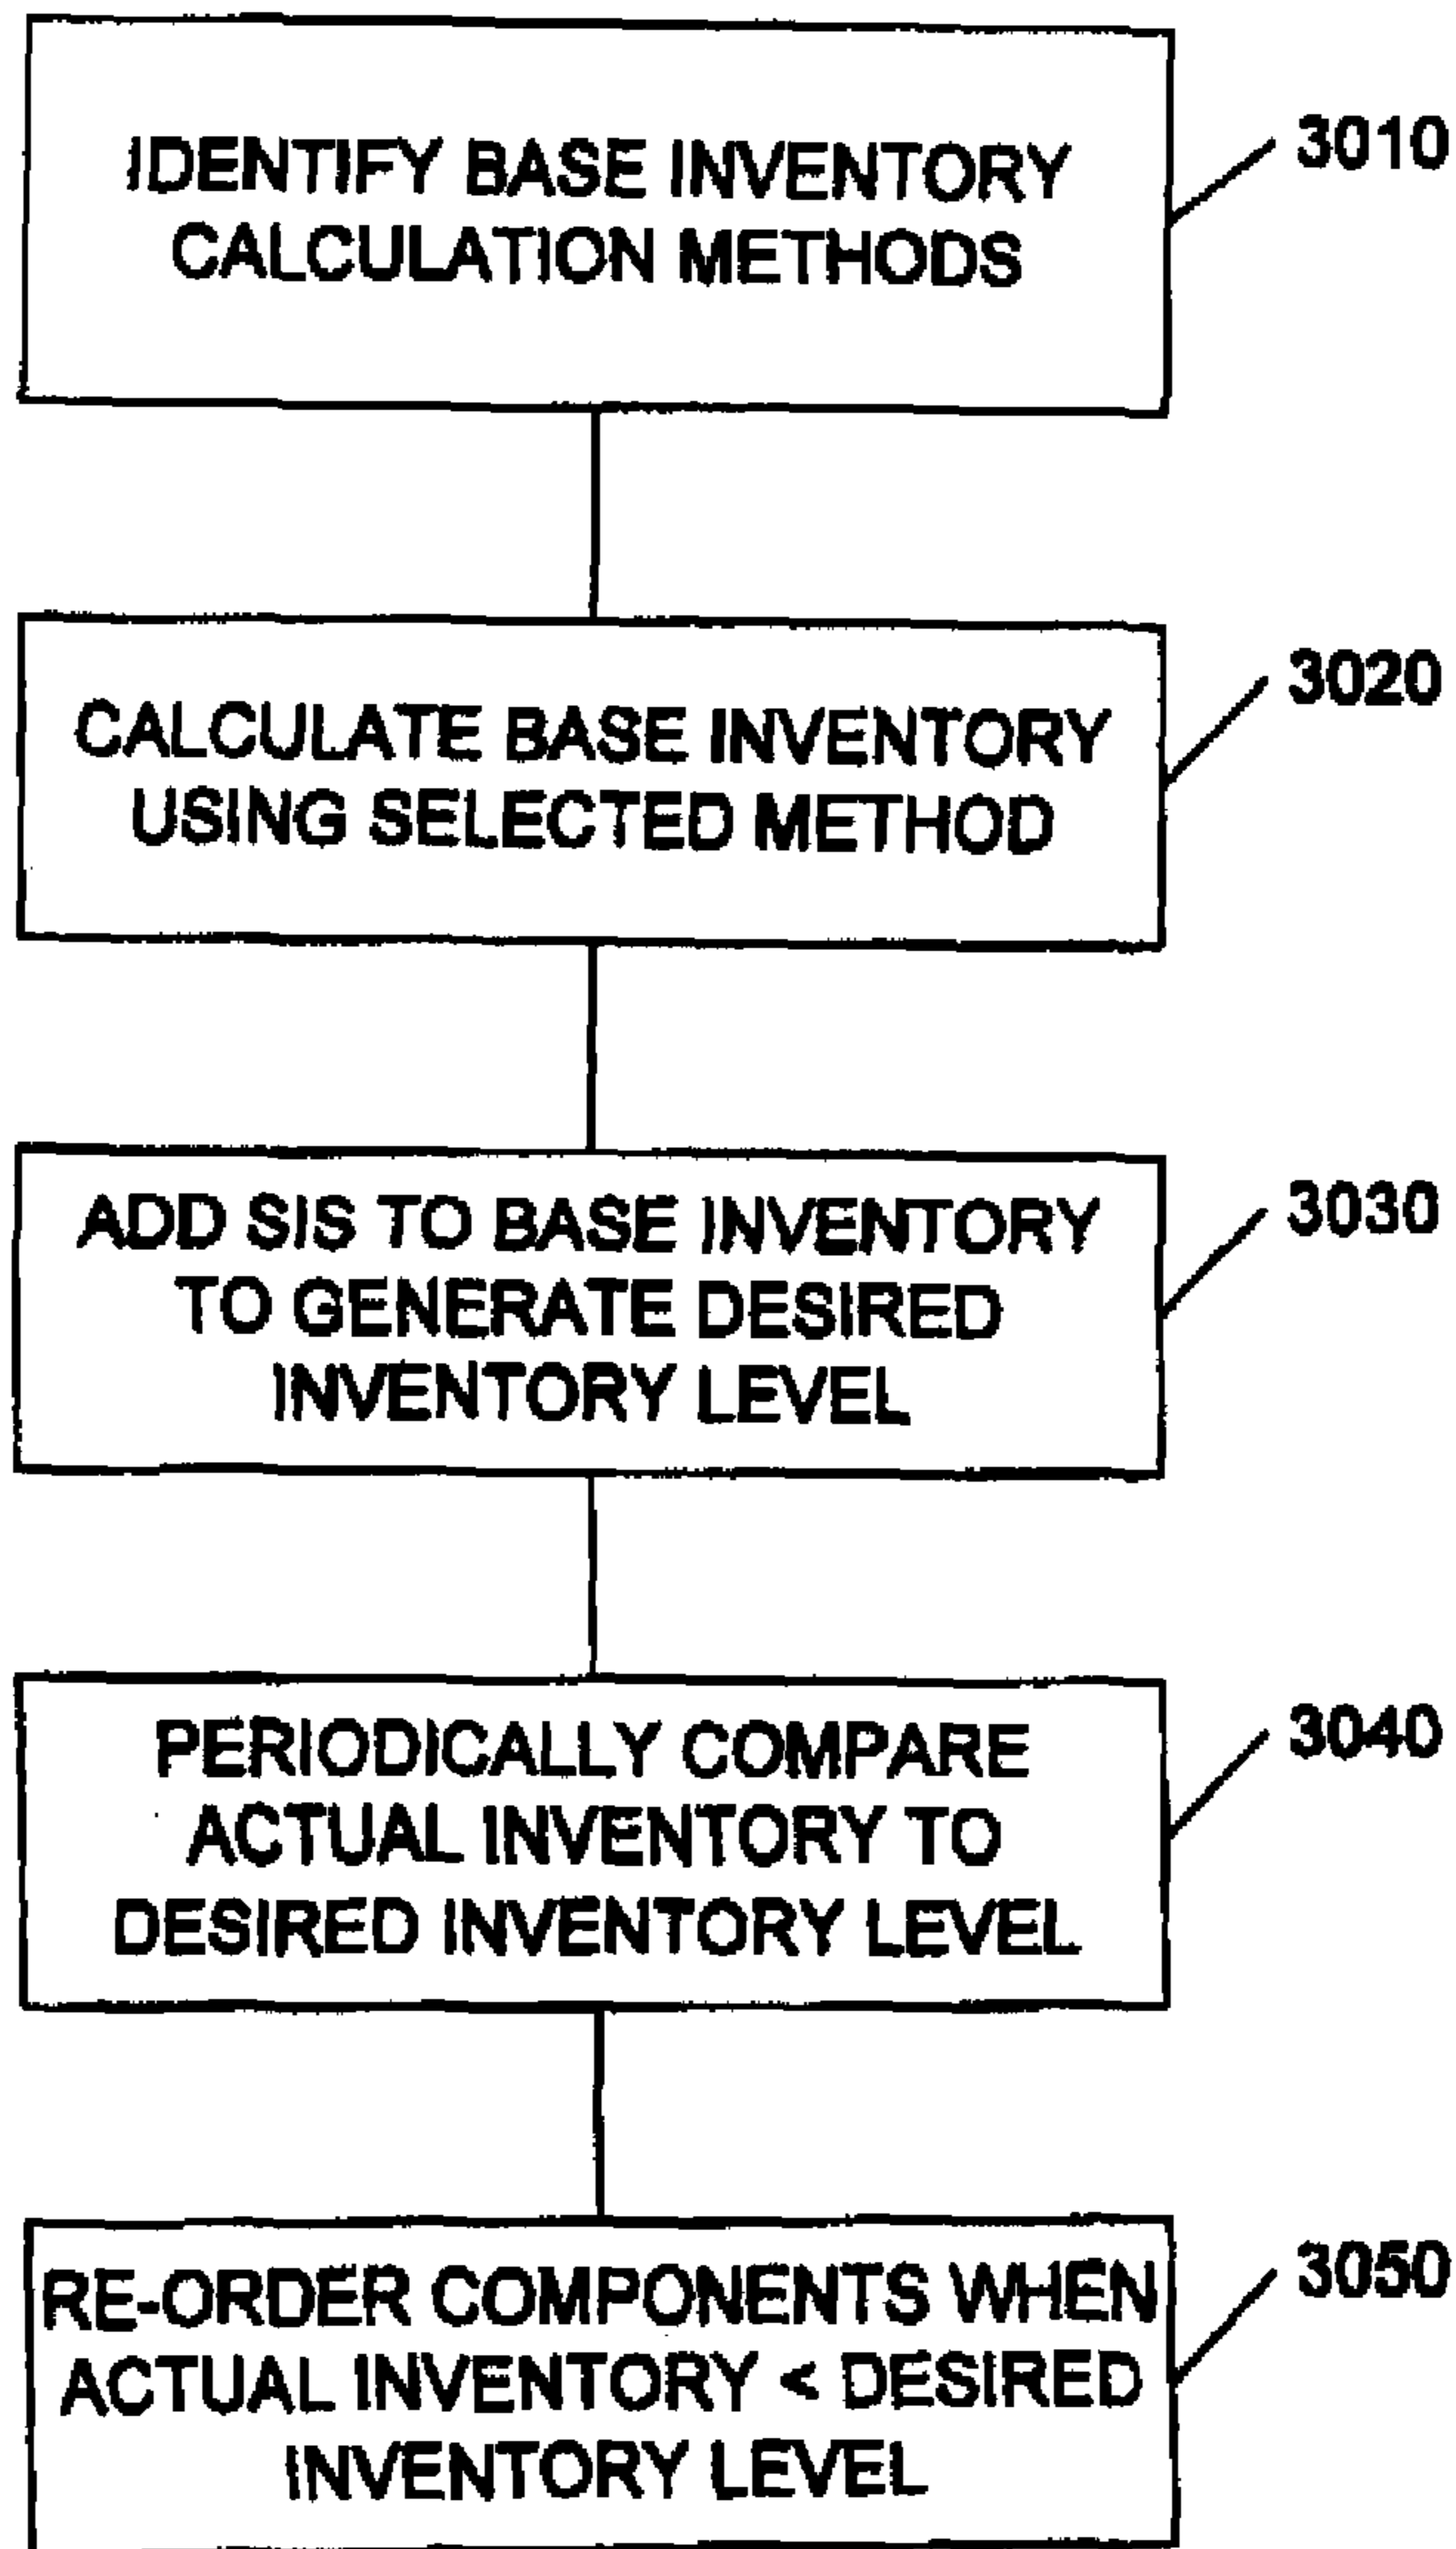 IDENTIFY BASE INVENTORY
CALCULATION METHODS
3010
CALCULATE BASE INVENTORY
USING SELECTED METHOD
3020
ADD SIS TO BASE INVENTORY
TO GENERATE DESIRED
INVENTORY LEVEL
3030
PERIODICALLY COMPARE
ACTUAL INVENTORY TO
DESIRED INVENTORY LEVEL
3040
RE-ORDER COMPONENTS WHEN
ACTUAL INVENTORY < DESIRED
INVENTORY LEVEL
3050